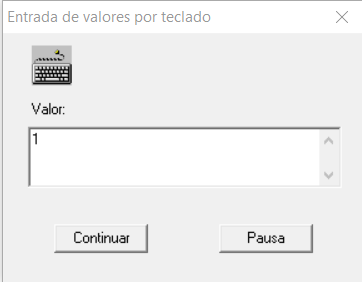 Entrada de valores por teclado
Valor:
1
Continuar
Pausa